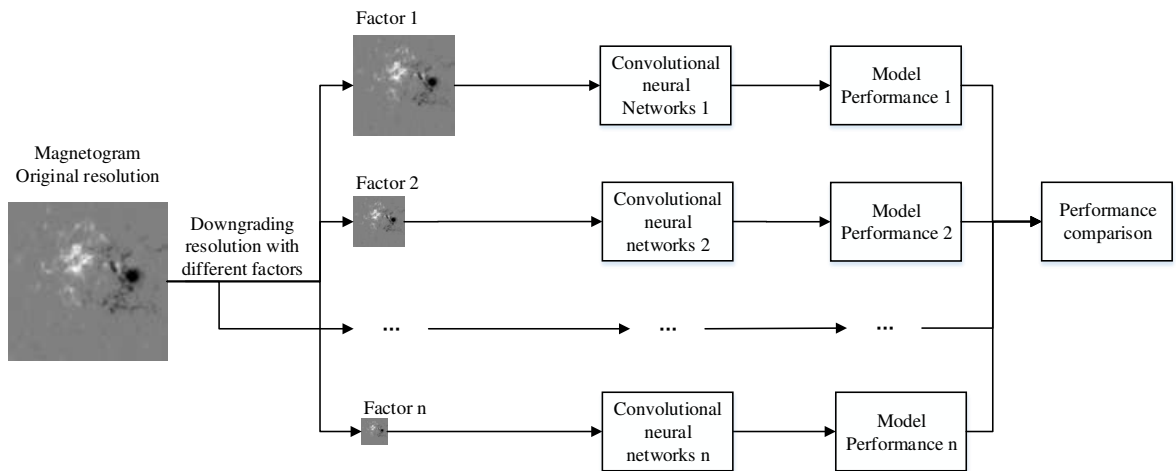 Magnetogram
Original resolution
Downgrading
resolution with
different factors
Factor 1
Convolutional
neural
Networks 1
Model
Performance 1
Factor 2
Convolutional
neural
networks 2
Model
Performance 2
Performance
comparison
...
...
...
Factor n
Convolutional
neural
networks n
Model
Performance n